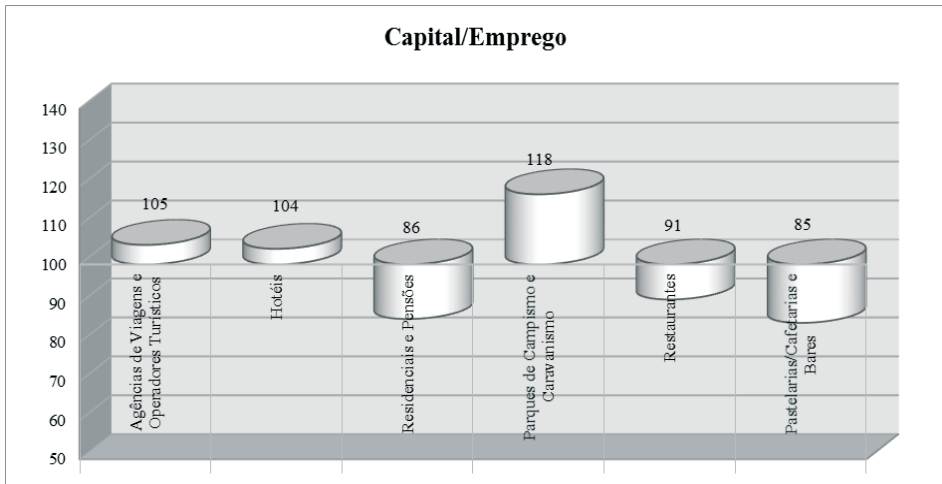 Capital/Emprego
140
130
120
110
100
90
80
70
60
50
105
104
86
118
91
85
Agências de Viagens e
Operadores Turísticos
Hotéis
Residenciais e Pensões
Parques de Campismo e
Caravanismo
Restaurantes
Pastelarias/Cafetarias e
Bares